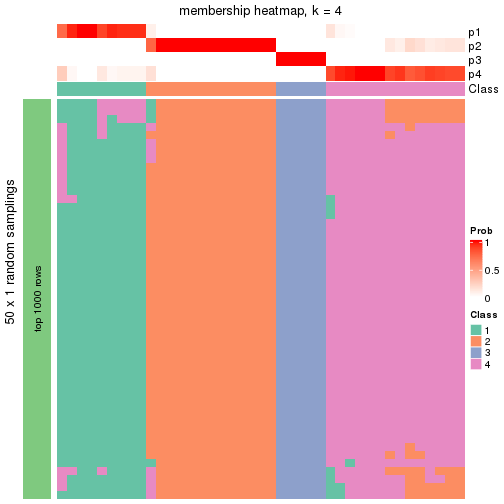 membership heatmap, k = 4
p1
p2
p3
p4
Class
50 x 1 random samplings
top 1000 rows
Prob
1
0.5
0
Class
1
2
3
4